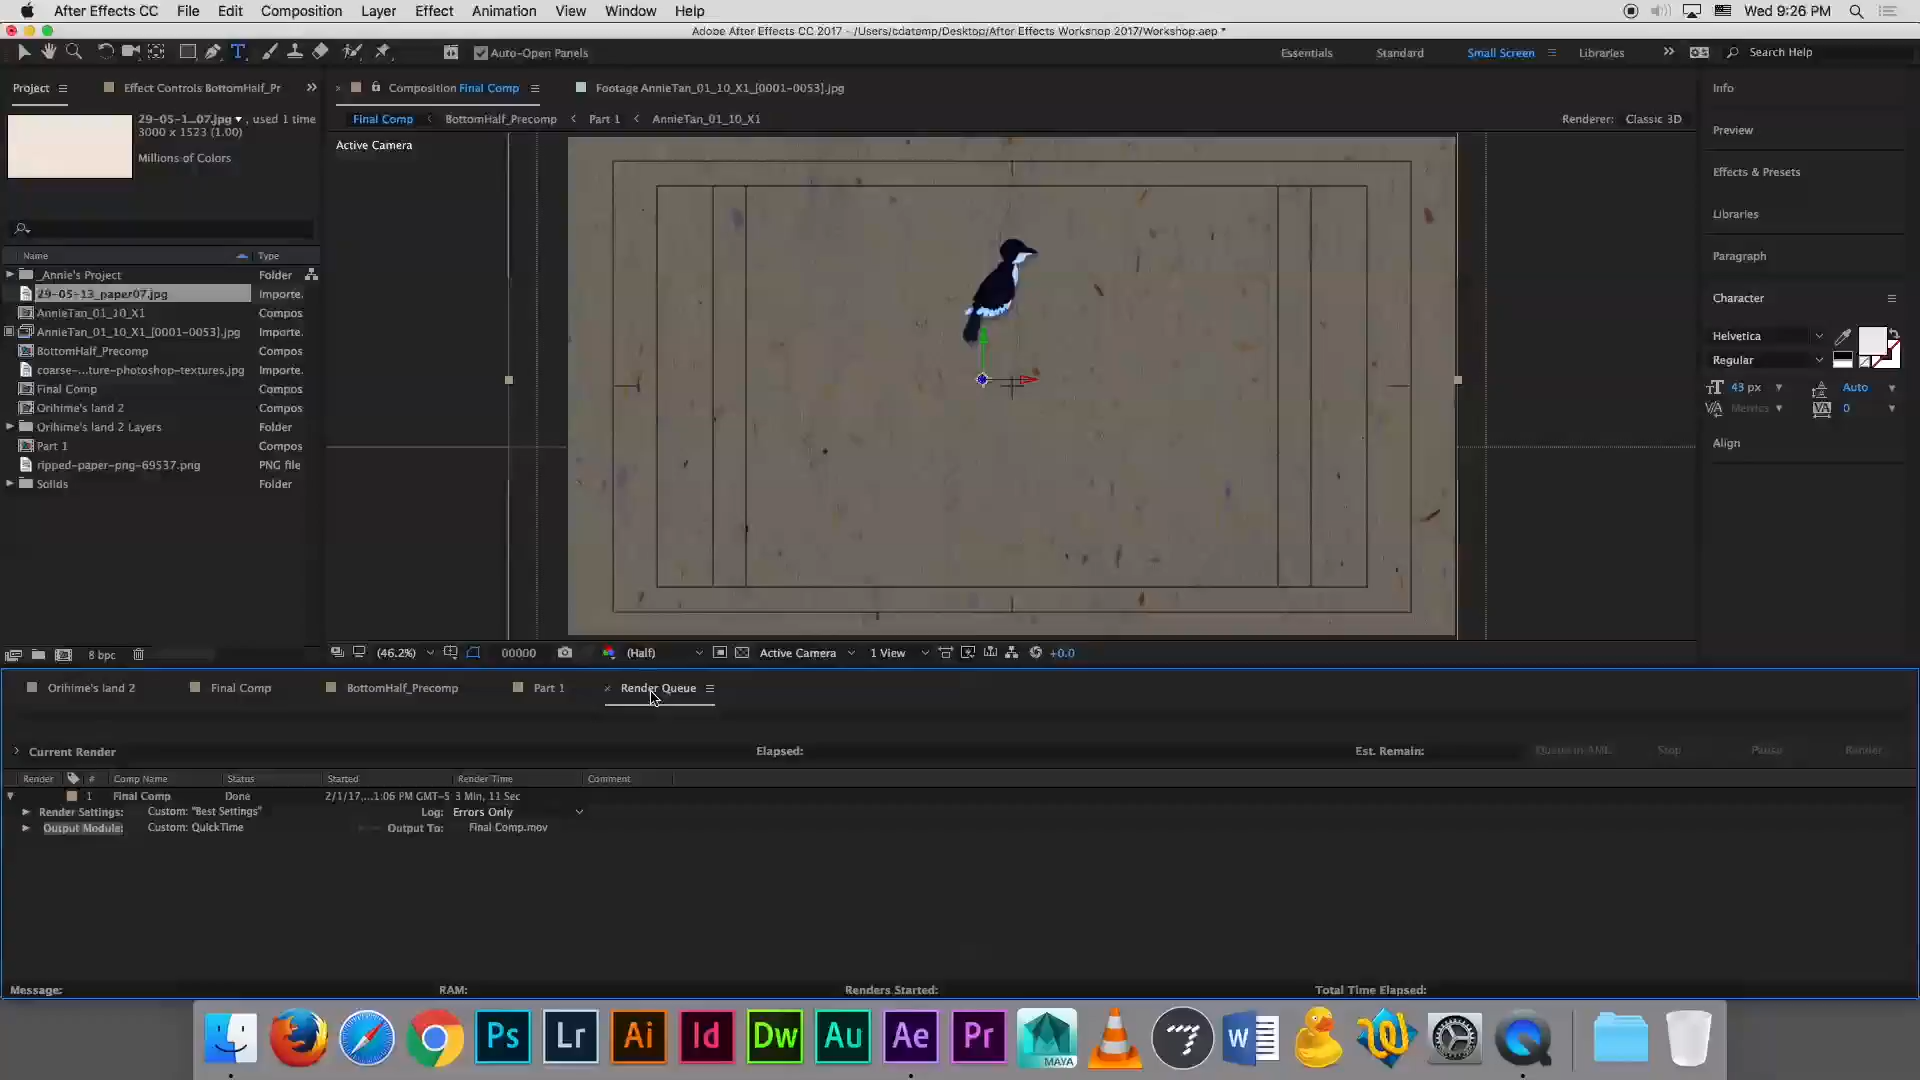 After Effects CC File Edit Composition Layer Effect Animation View Window Help Wed 9:26 PM
Adobe After Effects CC 2017 - /Users/cdatemp/Desktop/After Effects Workshop 2017/Workshop.aep *
Auto-Open Panels Essentials Standard Small Screen Libraries Search Help
Project Effect Controls BottomHalf_Pr Composition Final Comp Footage AnnieTan_01_10_X1_[0001-0053].jpg Info
29-05-1...07.jpg , used 1 time
3000 x 1523 (1.00)
Millions of Colors
Final Comp BottomHalf_Precomp Part 1 AnnieTan_01_10_X1 Renderer: Classic 3D
Active Camera
Preview
Effects & Presets
Libraries
Paragraph
Character
Helvetica
Regular
43 px Auto
Metrics 0
Align
Name Type
_Annie's Project Folder
29-05-13_paper07.jpg Importe.
AnnieTan_01_10_X1 Compos
AnnieTan_01_10_X1_[0001-0053].jpg Importe.
BottomHalf_Precomp Compos
coarse-...ture-photoshop-textures.jpg Importe.
Final Comp Compos
Orihime's land 2 Compos
Orihime's land 2 Layers Folder
Part 1 Compos
ripped-paper-png-69537.png PNG file
Solids Folder
8 bpc (46.2%) 00000 (Half) Active Camera 1 View +0.0
Orihime's land 2 Final Comp BottomHalf_Precomp Part 1 × Render Queue
Current Render Elapsed: Est. Remain: Queue in AME Stop Pause Render
Render # Comp Name Status Started Render Time Comment
1 Final Comp Done 2/1/17,...1:06 PM GMT-5 3 Min, 11 Sec
Render Settings: Custom: "Best Settings" Log: Errors Only
Output Module: Custom: QuickTime Output To: Final Comp.mov
Message: RAM: Renders Started: Total Time Elapsed:
Ps Lr Ai Id Dw Au Ae Pr MAYA W